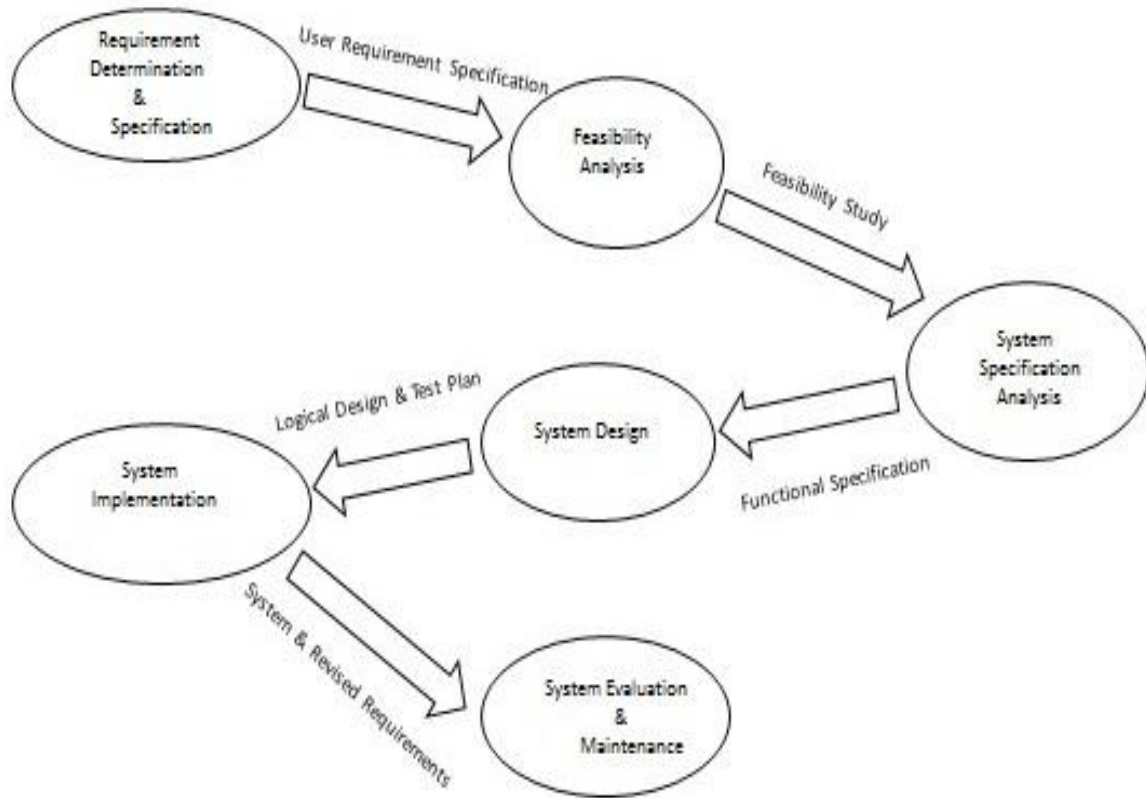 Requirement
Determination
&
Specification
User Requirement Specification
Feasibility
Analysis
Feasibility Study
System
Specification
Analysis
Functional Specification
System Design
Logical Design & Test Plan
System
Implementation
System & Revised Requirements
System Evaluation
&
Maintenance